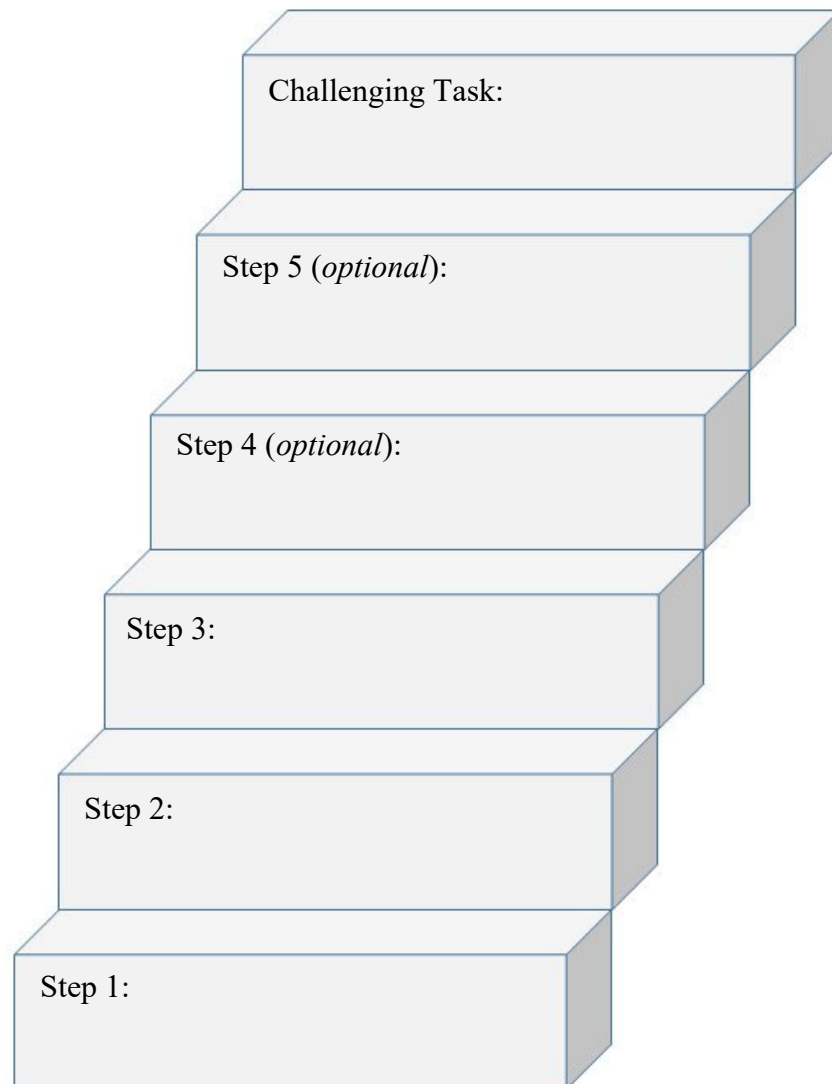 Challenging Task:
Step 5 (optional):
Step 4 (optional):
Step 3:
Step 2:
Step 1: